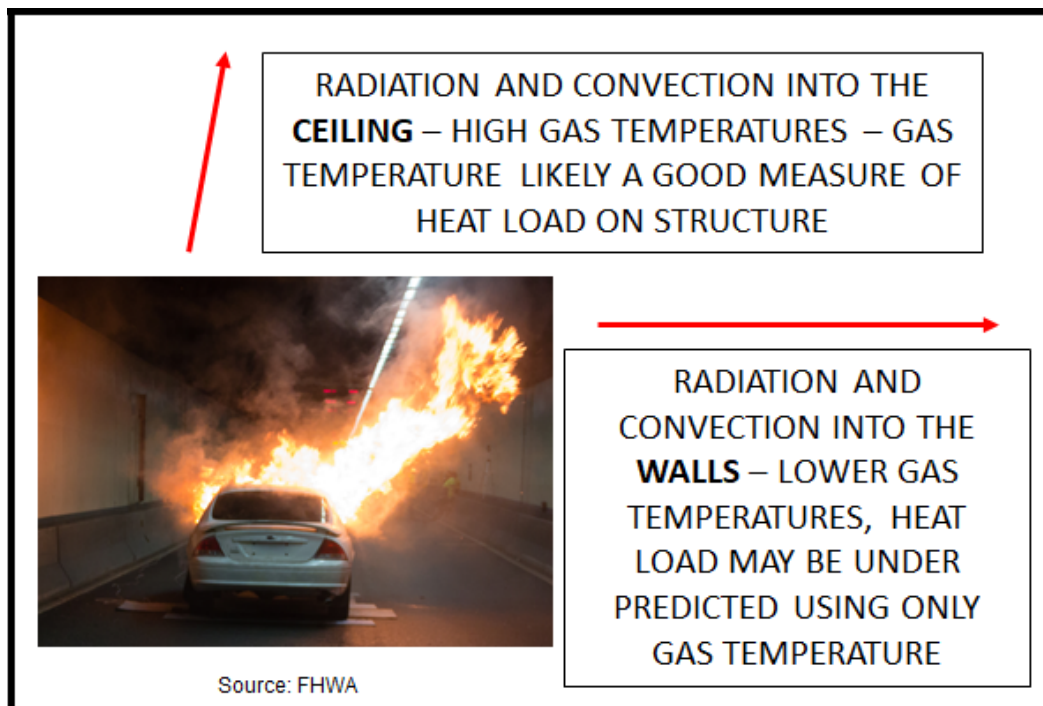 RADIATION AND CONVECTION INTO THE
CEILING – HIGH GAS TEMPERATURES – GAS
TEMPERATURE LIKELY A GOOD MEASURE OF
HEAT LOAD ON STRUCTURE
RADIATION AND
CONVECTION INTO THE
WALLS – LOWER GAS
TEMPERATURES, HEAT
LOAD MAY BE UNDER
PREDICTED USING ONLY
GAS TEMPERATURE
Source: FHWA